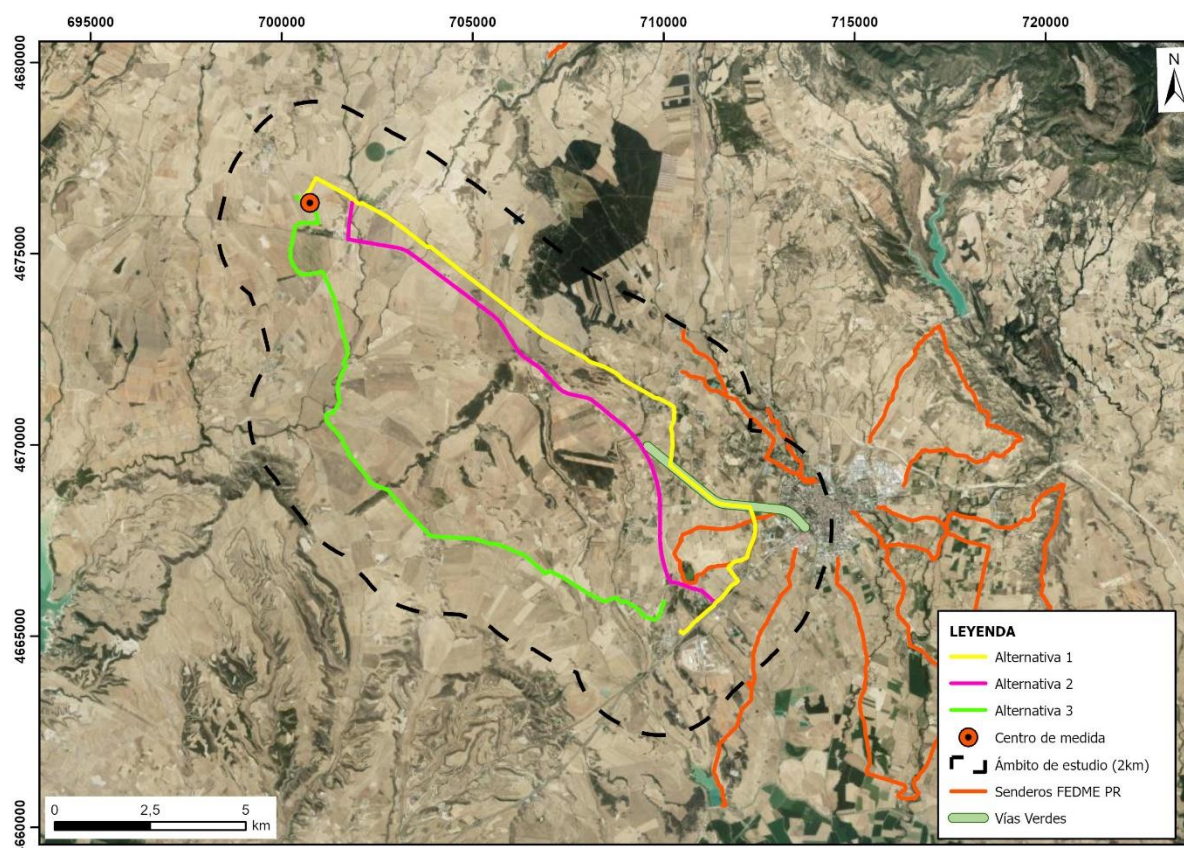 695000 700000 705000 710000 715000 720000
4680000
4675000
4670000
4665000
4660000
N
LEYENDA
Alternativa 1
Alternativa 2
Alternativa 3
Centro de medida
Ámbito de estudio (2km)
Senderos FEDME PR
Vías Verdes
0 2,5 5
km